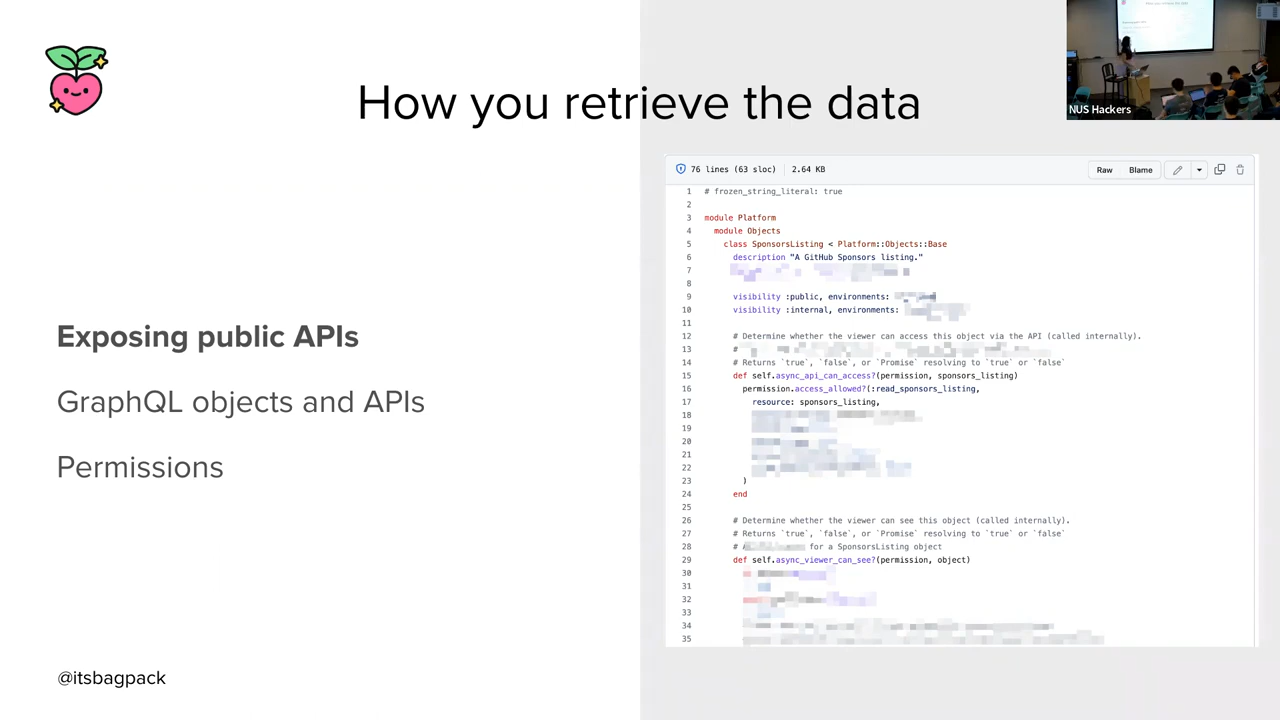 How you retrieve the data
NUS Hackers
Exposing public APIs
GraphQL objects and APIs
Permissions
@itsbagpack
76 lines (63 sloc) 2.64 KB
Raw Blame
1 # frozen_string_literal: true
2
3 module Platform
4 module Objects
5 class SponsorsListing < Platform::Objects::Base
6 description "A GitHub Sponsors listing."
7
8
9 visibility :public, environments:
10 visibility :internal, environments:
11
12 # Determine whether the viewer can access this object via the API (called internally).
13 #
14 # Returns `true`, `false`, or `Promise` resolving to `true` or `false`
15 def self.async_api_can_access?(permission, sponsors_listing)
16 permission.access_allowed?(:read_sponsors_listing,
17 resource: sponsors_listing,
18
19
20
21
22
23 )
24 end
25
26 # Determine whether the viewer can see this object (called internally).
27 # Returns `true`, `false`, or `Promise` resolving to `true` or `false`
28 # for a SponsorsListing object
29 def self.async_viewer_can_see?(permission, object)
30
31
32
33
34
35